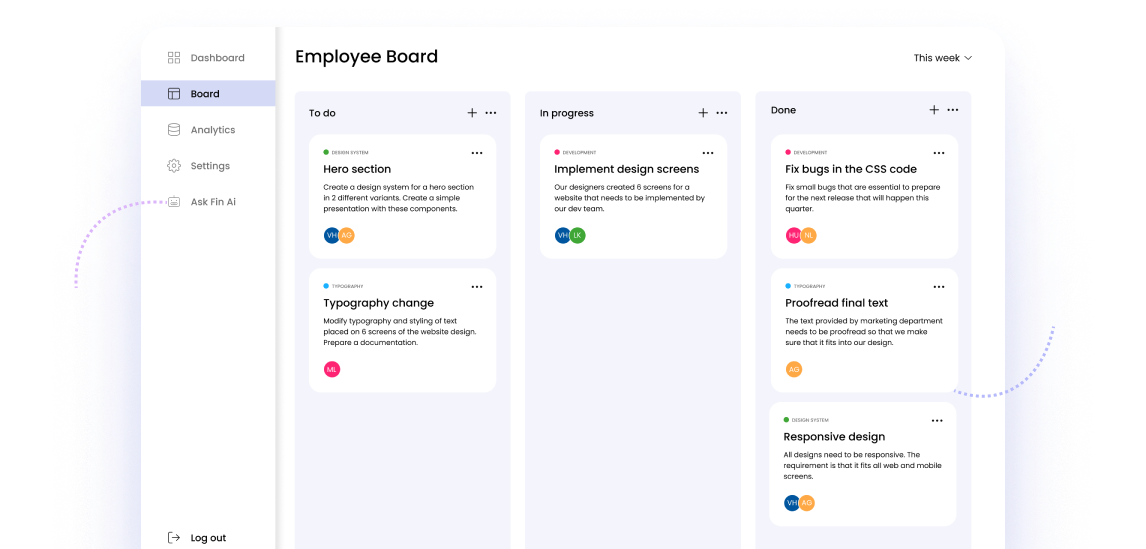 Dashboard
Board
Analytics
Settings
Ask Fin Ai
Log out
Employee Board
This week
To do
DESIGN SYSTEM
Hero section
Create a design system for a hero section
in 2 different variants. Create a simple
presentation with these components.
VH AG
TYPOGRAPHY
Typography change
Modify typography and styling of text
placed on 6 screens of the website design.
Prepare a documentation.
ML
In progress
DEVELOPMENT
Implement design screens
Our designers created 6 screens for a
website that needs to be implemented by
our dev team.
VH LK
Done
DEVELOPMENT
Fix bugs in the CSS code
Fix small bugs that are essential to prepare
for the next release that will happen this
quarter.
HU NL
TYPOGRAPHY
Proofread final text
The text provided by marketing department
needs to be proofread so that we make
sure that it fits into our design.
AG
DESIGN SYSTEM
Responsive design
All designs need to be responsive. The
requirement is that it fits all web and mobile
screens.
VH AG